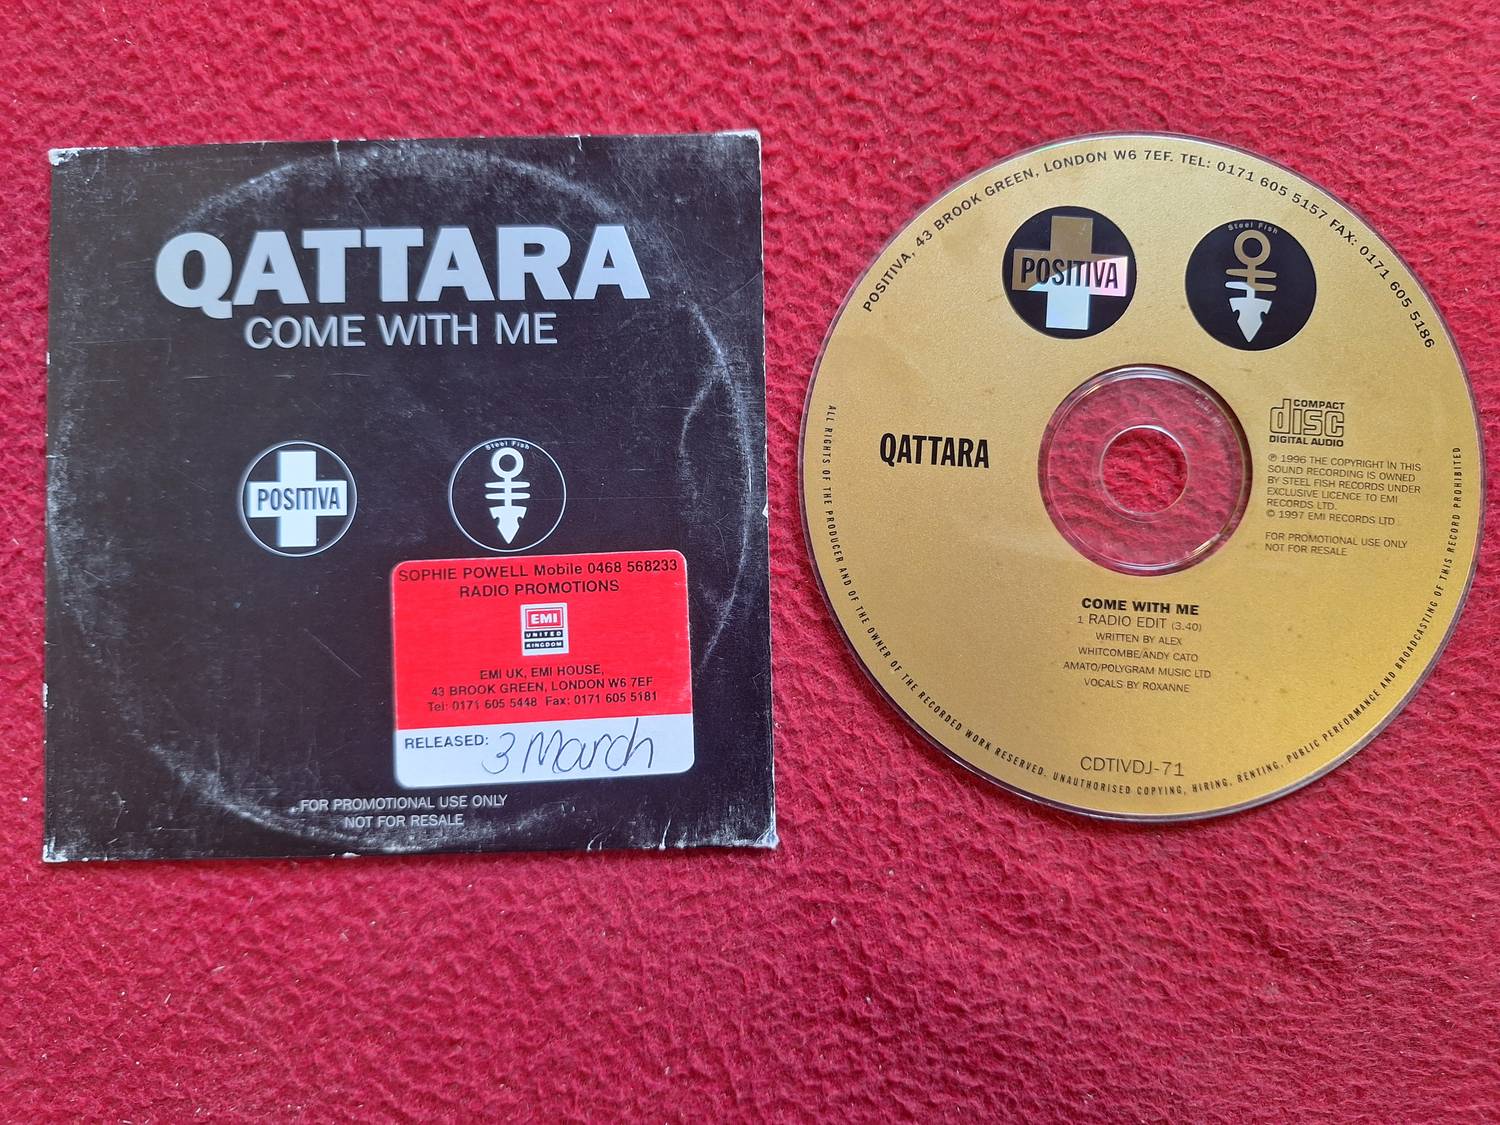 QATTARA
COME WITH ME
POSITIVA
Steel Fish
SOPHIE POWELL Mobile 0468 568233
RADIO PROMOTIONS
EMI
UNITED
KINGDOM
EMI UK, EMI HOUSE,
43 BROOK GREEN, LONDON W6 7EF
Tel: 0171 605 5448 Fax: 0171 605 5181
RELEASED: 3 March
FOR PROMOTIONAL USE ONLY
NOT FOR RESALE
POSITIVA, 43 BROOK GREEN, LONDON W6 7EF. TEL: 0171 605 5157 FAX: 0171 605 5186
POSITIVA
Steel Fish
QATTARA
COMPACT
disc
DIGITAL AUDIO
℗ 1996 THE COPYRIGHT IN THIS
SOUND RECORDING IS OWNED
BY STEEL FISH RECORDS UNDER
EXCLUSIVE LICENCE TO EMI
RECORDS LTD.
© 1997 EMI RECORDS LTD
FOR PROMOTIONAL USE ONLY
NOT FOR RESALE
COME WITH ME
1 RADIO EDIT (3.40)
WRITTEN BY ALEX
WHITCOMBE/ANDY CATO
AMATO/POLYGRAM MUSIC LTD
VOCALS BY ROXANNE
CDTIVDJ-71
ALL RIGHTS OF THE PRODUCER AND OF THE OWNER OF THE RECORDED WORK RESERVED. UNAUTHORISED COPYING, HIRING, RENTING, PUBLIC PERFORMANCE AND BROADCASTING OF THIS RECORD PROHIBITED